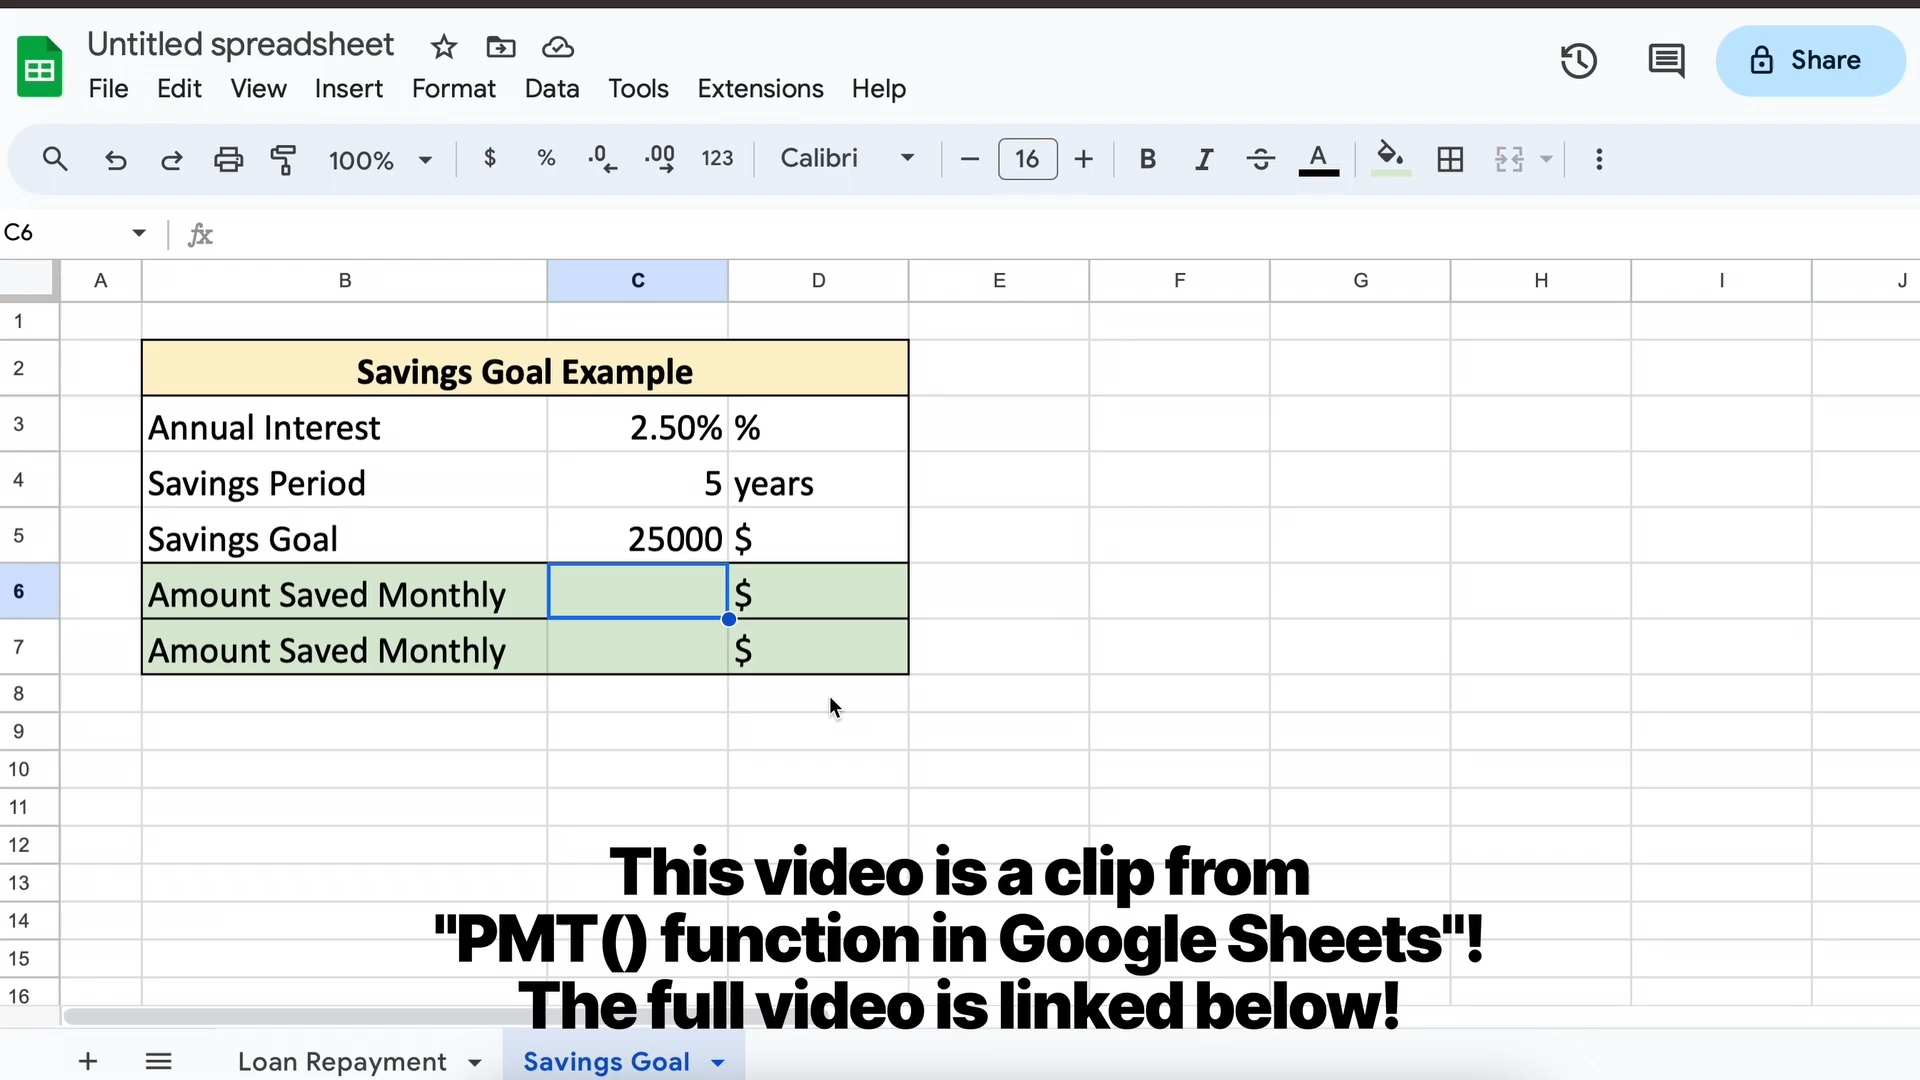 Untitled spreadsheet
File Edit View Insert Format Data Tools Extensions Help
Share
100% $ % .0 .00 123 Calibri 16 B I A
C6 fx
A B C D E F G H I J
1
2 Savings Goal Example
3 Annual Interest 2.50% %
4 Savings Period 5 years
5 Savings Goal 25000 $
6 Amount Saved Monthly $
7 Amount Saved Monthly $
8
9
10
11
12
13
14
15
16
This video is a clip from
"PMT() function in Google Sheets"!
The full video is linked below!
Loan Repayment Savings Goal